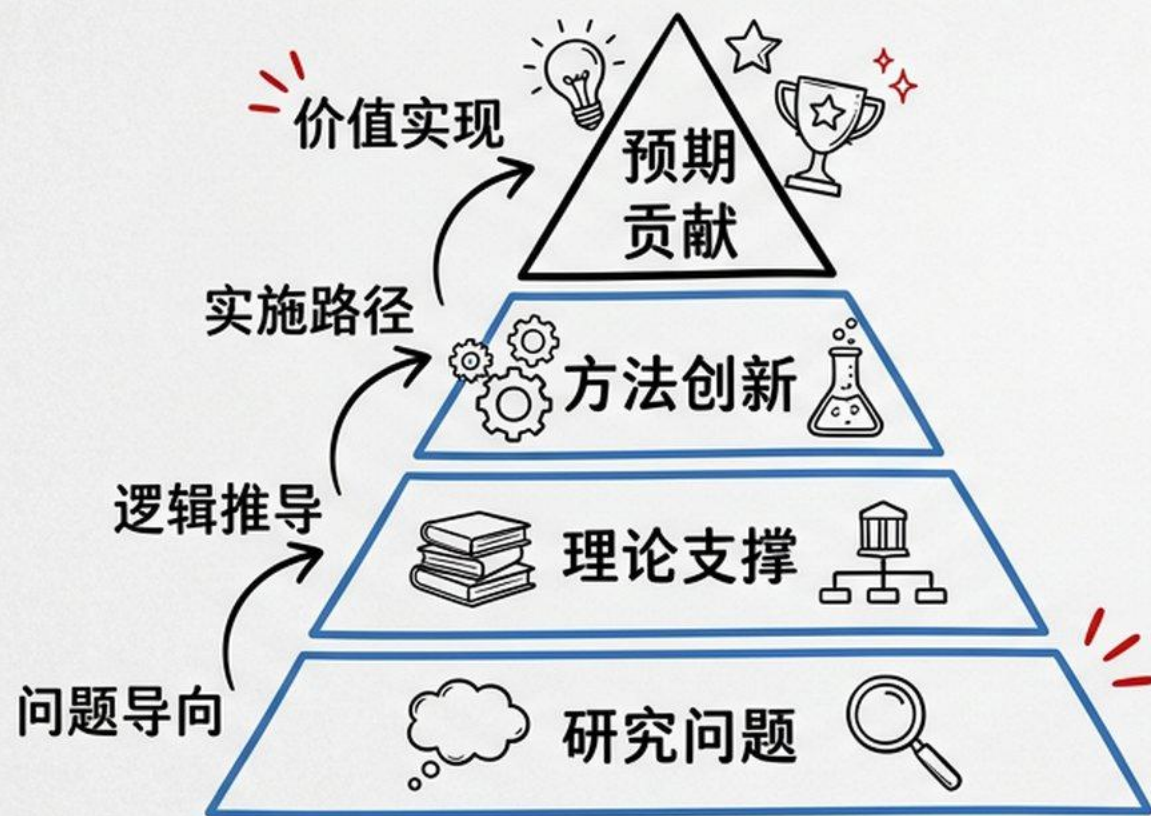 价值实现
预期
贡献
实施路径
方法创新
逻辑推导
理论支撑
问题导向
研究问题